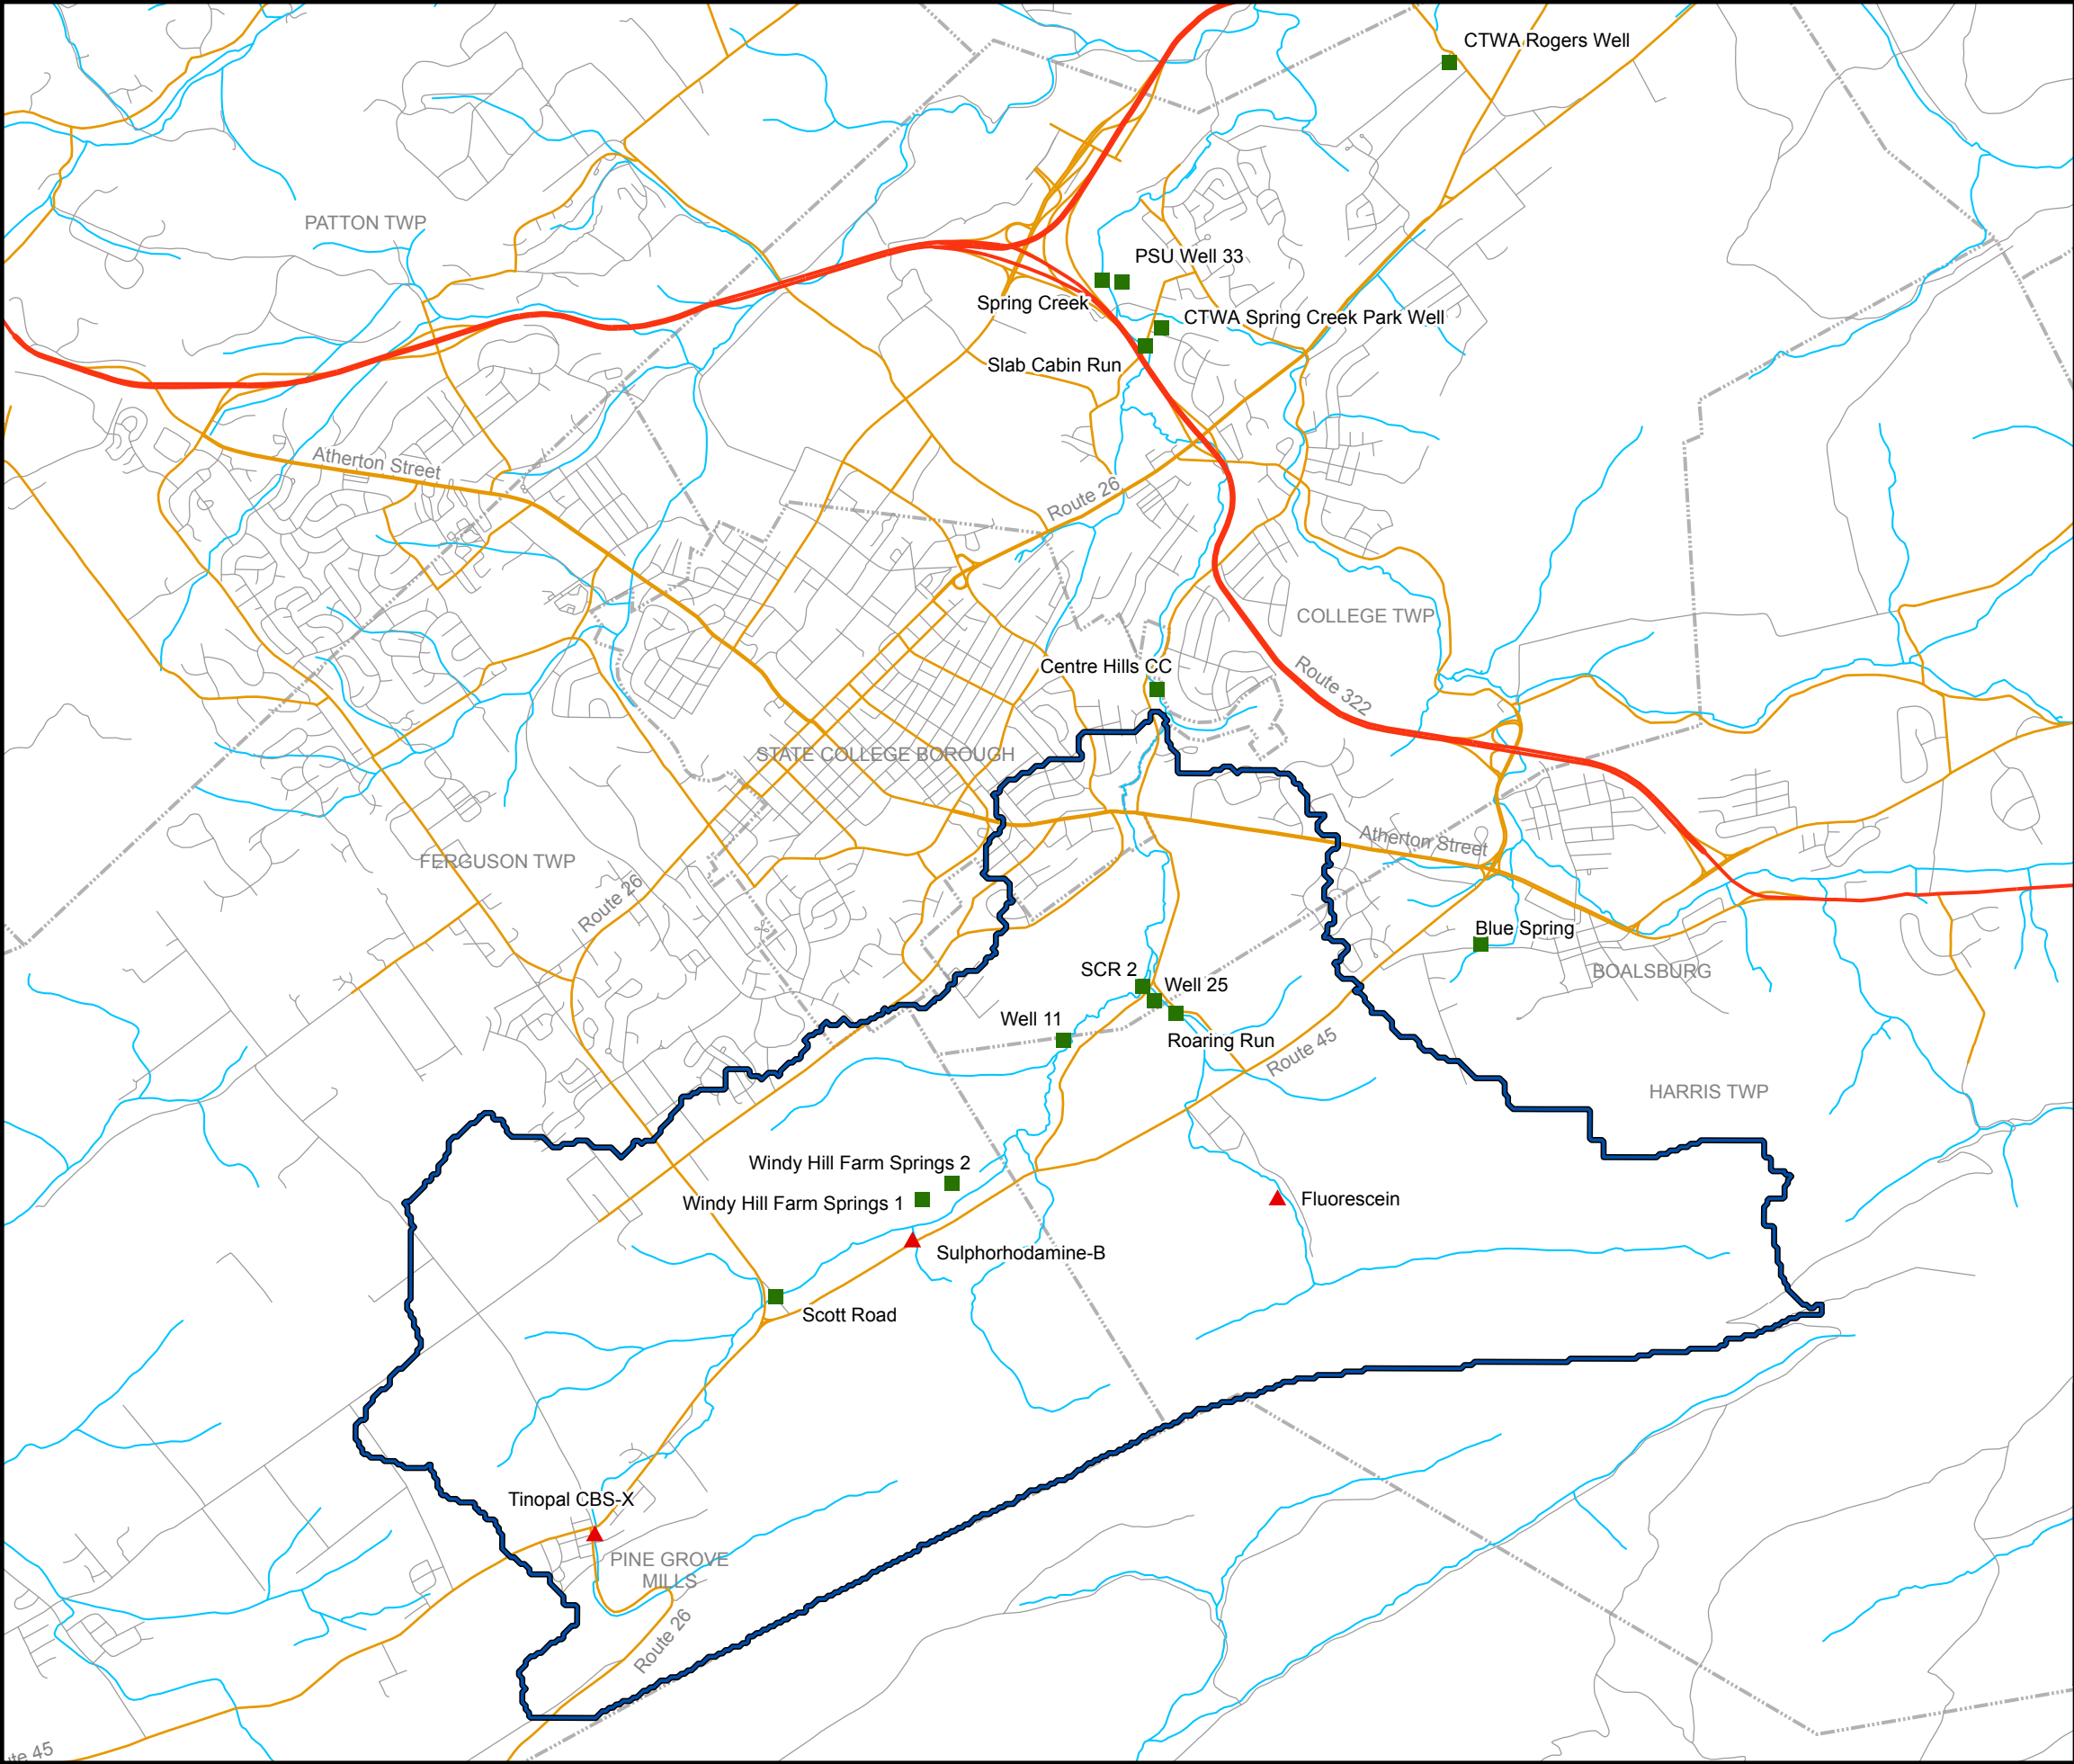 CTWA Rogers Well
PATTON TWP
PSU Well 33
Spring Creek
CTWA Spring Creek Park Well
Slab Cabin Run
Atherton Street
Route 26
COLLEGE TWP
Centre Hills CC
Route 322
STATE COLLEGE BOROUGH
Atherton Street
FERGUSON TWP
Route 26
Blue Spring
BOALSBURG
SCR 2
Well 25
Well 11
Roaring Run
Route 45
HARRIS TWP
Windy Hill Farm Springs 2
Windy Hill Farm Springs 1
Fluorescein
Sulphorhodamine-B
Scott Road
Tinopal CBS-X
PINE GROVE
MILLS
Route 26
te 45